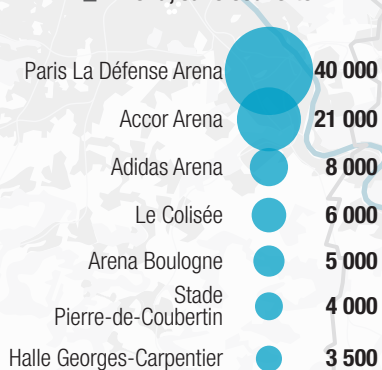 Paris La Défense Arena 40 000
Accor Arena 21 000
Adidas Arena 8 000
Le Colisée 6 000
Arena Boulogne 5 000
Stade
Pierre-de-Coubertin 4 000
Halle Georges-Carpentier 3 500